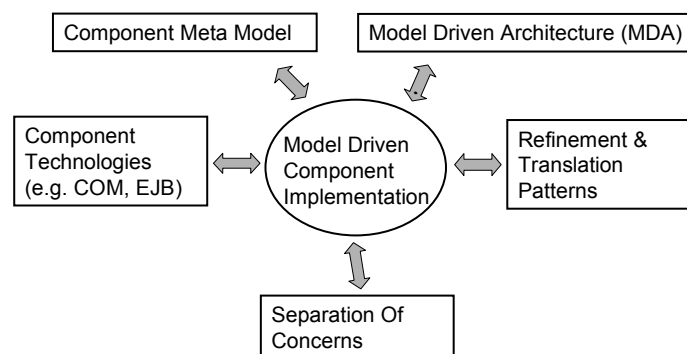 Component Meta Model
Model Driven Architecture (MDA)
Component
Technologies
(e.g. COM, EJB)
Model Driven
Component
Implementation
Refinement &
Translation
Patterns
Separation Of
Concerns